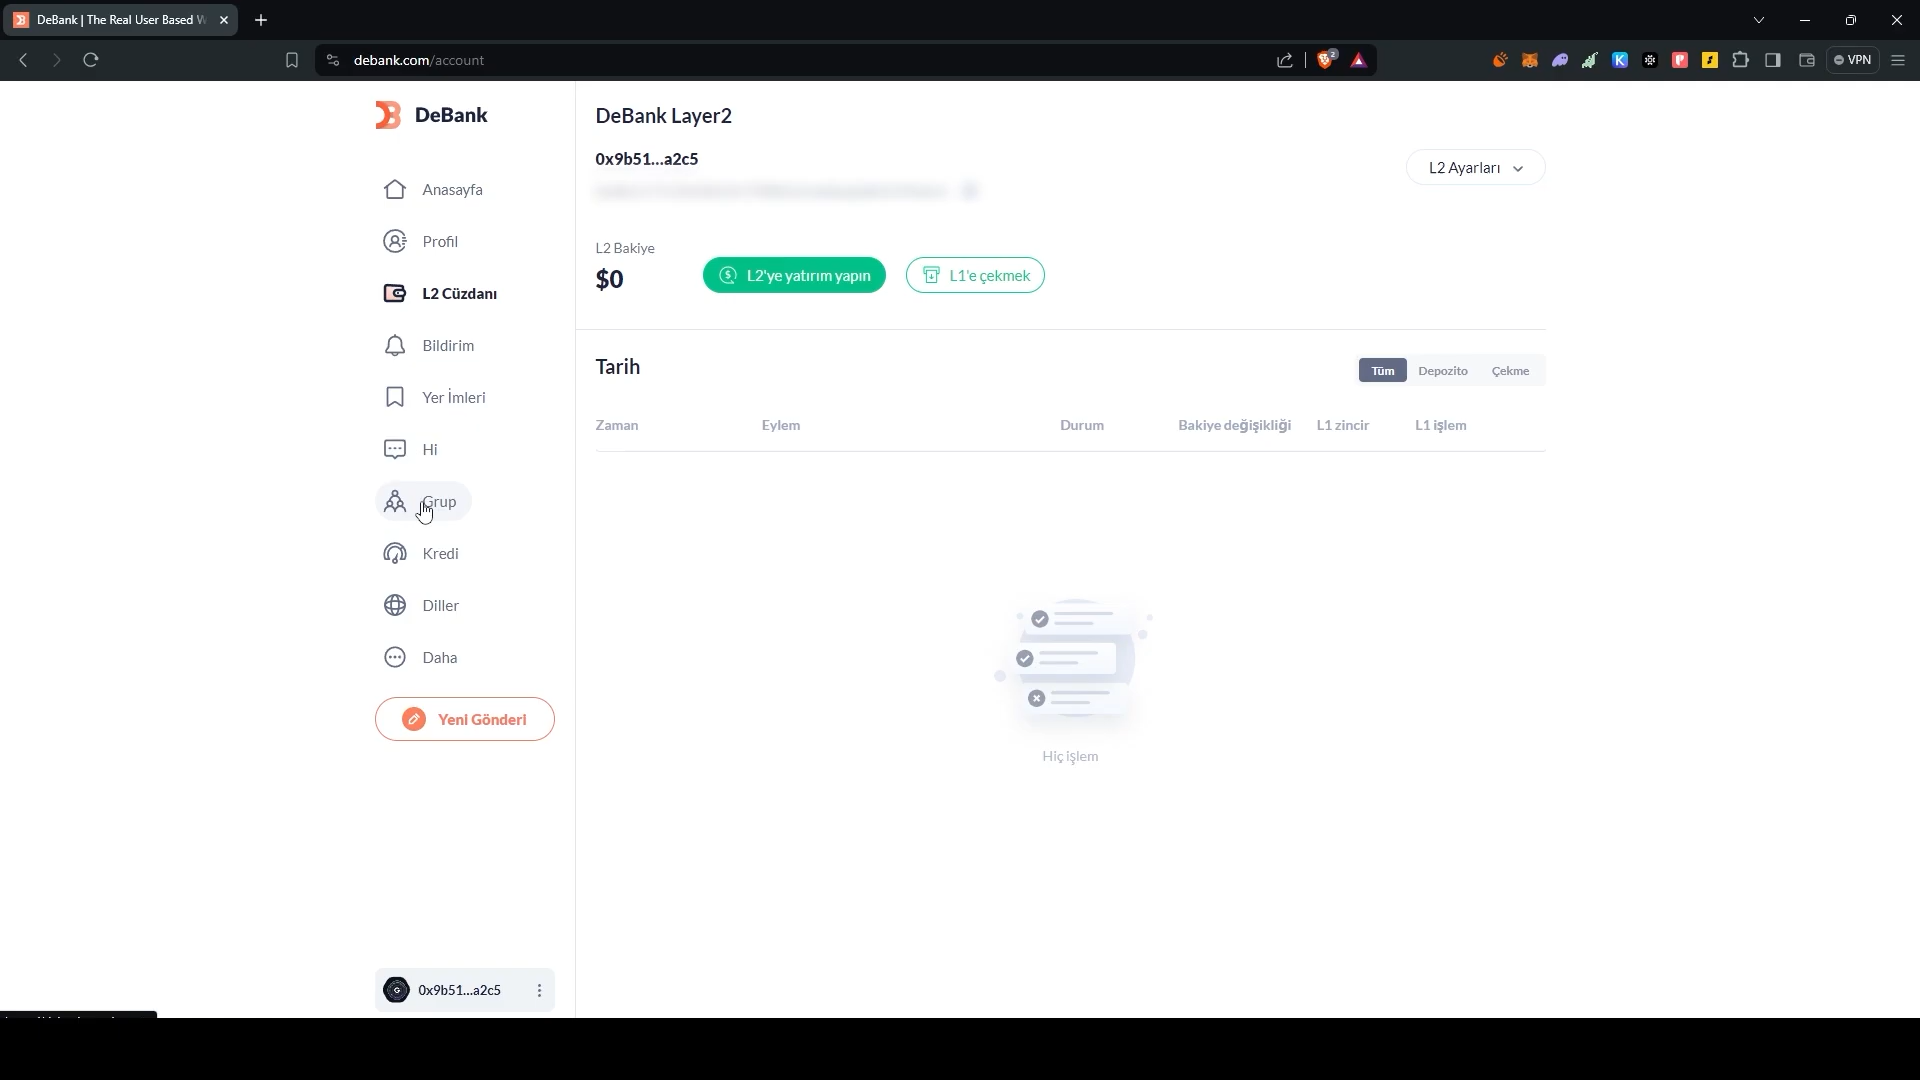 DeBank | The Real User Based W
debank.com/account
2
VPN
DeBank
Anasayfa
Profil
L2 Cüzdanı
Bildirim
Yer İmleri
Hi
Grup
Kredi
Diller
Daha
Yeni Gönderi
0x9b51...a2c5
DeBank Layer2
0x9b51...a2c5
L2 Ayarları
L2 Bakiye
$0
L2'ye yatırım yapın
L1'e çekmek
Tarih
Tüm Depozito Çekme
Zaman Eylem Durum Bakiye değişikliği L1 zincir L1 işlem
Hiç işlem